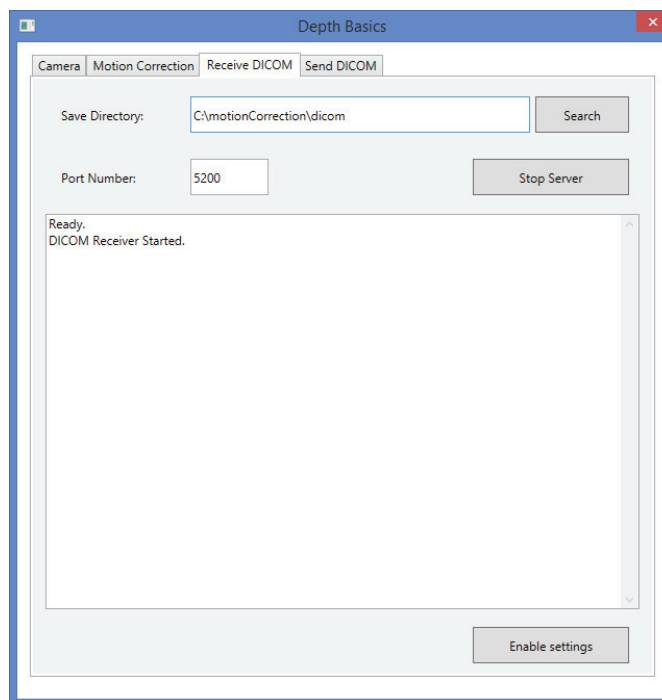 Depth Basics
Camera Motion Correction Receive DICOM Send DICOM
Save Directory: C:\motionCorrection\dicom Search
Port Number: 5200 Stop Server
Ready.
DICOM Receiver Started.
Enable settings